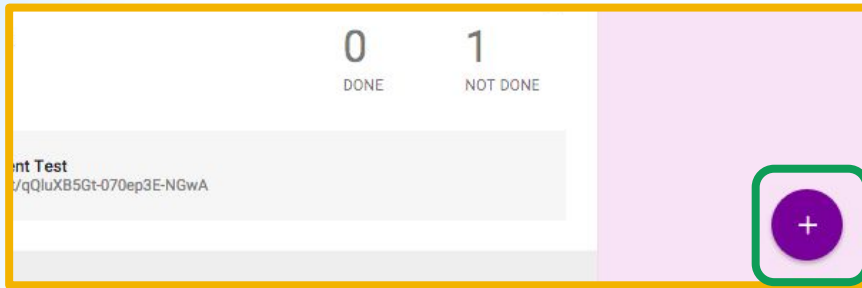 0 1
DONE NOT DONE
ent Test
:/qQluXB5Gt-070ep3E-NGwA
+